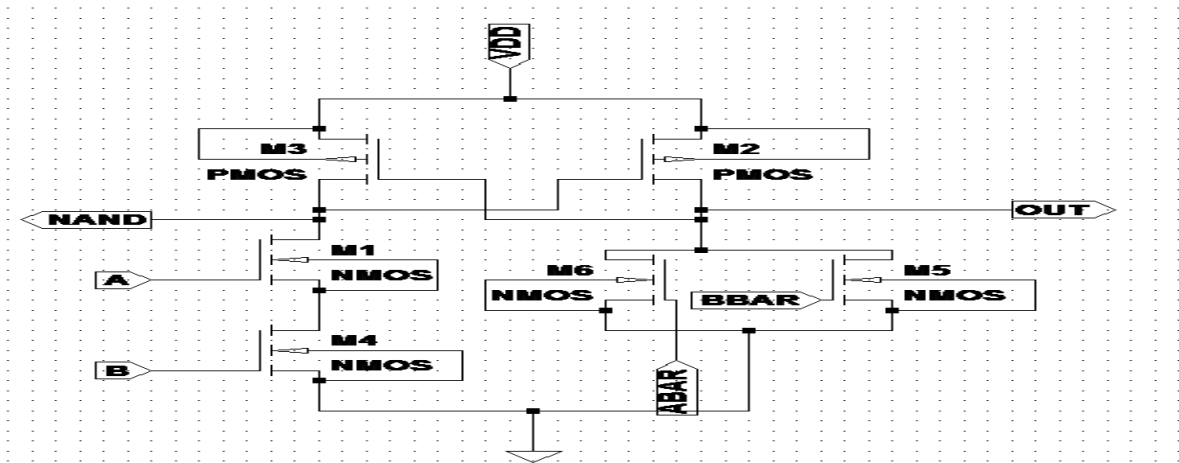 VDD
M3
PMOS
M2
PMOS
NAND
OUT
M1
NMOS
A
M6
NMOS
BBAR
M5
NMOS
M4
NMOS
B
ABAR